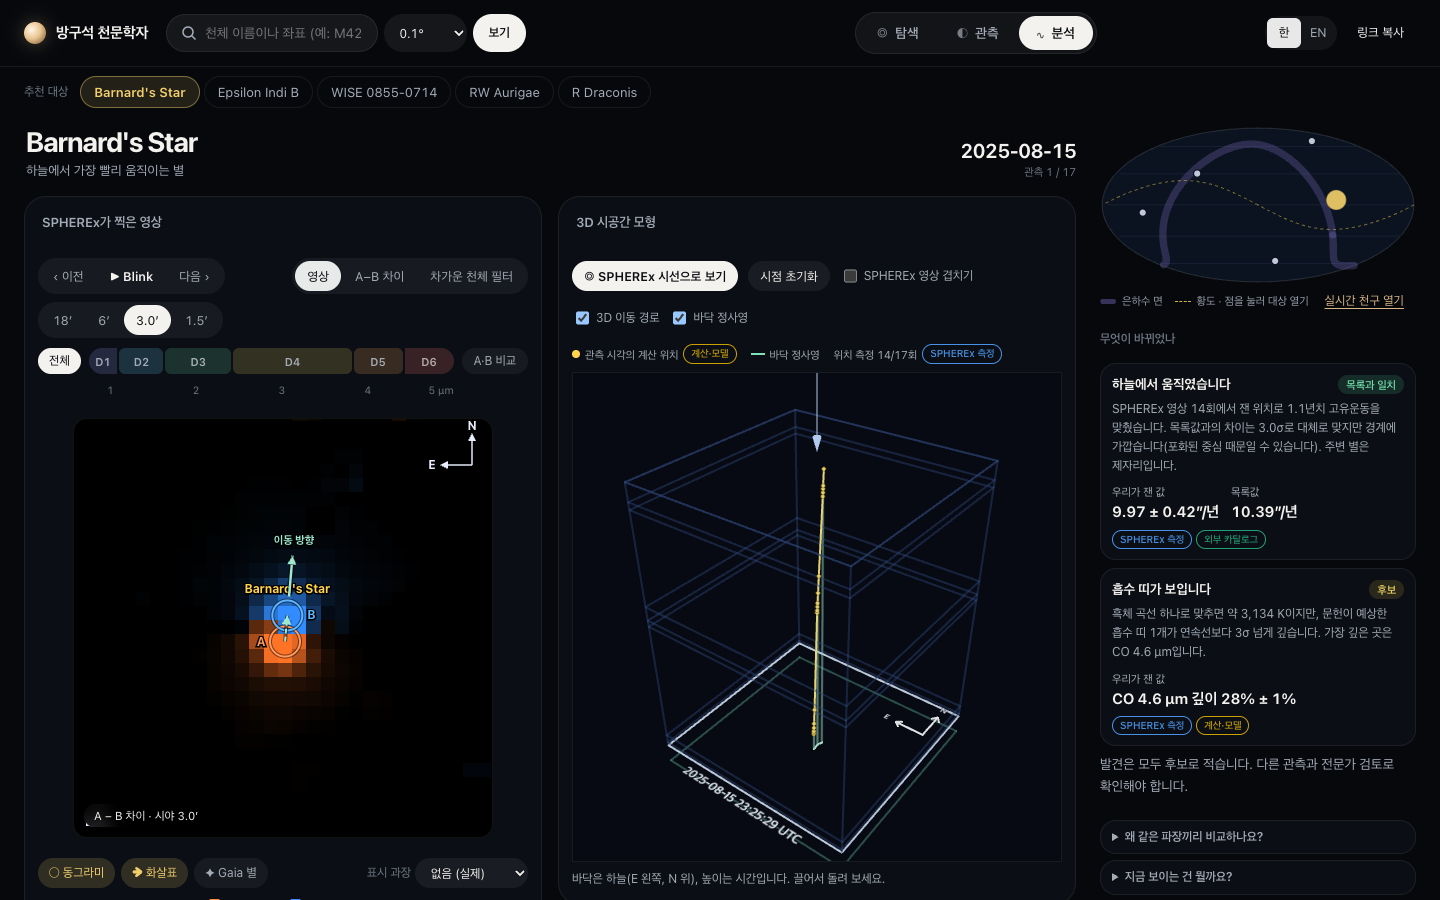 방구석 천문학자
천체 이름이나 좌표 (예: M42
0.1°
보기
탐색
관측
분석
한
EN
링크 복사
추천 대상
Barnard's Star
Epsilon Indi B
WISE 0855-0714
RW Aurigae
R Draconis
Barnard's Star
하늘에서 가장 빨리 움직이는 별
2025-08-15
관측 1 / 17
SPHEREx가 찍은 영상
‹ 이전
▶ Blink
다음 ›
영상
A−B 차이
차가운 천체 필터
18′
6′
3.0′
1.5′
전체
D1
D2
D3
D4
D5
D6
A·B 비교
1
2
3
4
5 µm
N
E
이동 방향
Barnard's Star
B
A
A − B 차이 · 시야 3.0′
동그라미
화살표
Gaia 별
표시 과장
없음 (실제)
3D 시공간 모형
SPHEREx 시선으로 보기
시점 초기화
SPHEREx 영상 겹치기
3D 이동 경로
바닥 정사영
관측 시각의 계산 위치
계산·모델
바닥 정사영
위치 측정 14/17회
SPHEREx 측정
E
N
2025-08-15 23:25:29 UTC
바닥은 하늘(E 왼쪽, N 위), 높이는 시간입니다. 끌어서 돌려 보세요.
은하수 면
황도 · 점을 눌러 대상 열기
실시간 천구 열기
무엇이 바뀌었나
하늘에서 움직였습니다
목록과 일치
SPHEREx 영상 14회에서 잰 위치로 1.1년치 고유운동을
맞췄습니다. 목록값과의 차이는 3.0σ로 대체로 맞지만 경계에
가깝습니다(포화된 중심 때문일 수 있습니다). 주변 별은
제자리입니다.
우리가 잰 값
목록값
9.97 ± 0.42″/년
10.39″/년
SPHEREx 측정
외부 카탈로그
흡수 띠가 보입니다
후보
흑체 곡선 하나로 맞추면 약 3,134 K이지만, 문헌이 예상한
흡수 띠 1개가 연속선보다 3σ 넘게 깊습니다. 가장 깊은 곳은
CO 4.6 µm입니다.
우리가 잰 값
CO 4.6 µm 깊이 28% ± 1%
SPHEREx 측정
계산·모델
발견은 모두 후보로 적습니다. 다른 관측과 전문가 검토로
확인해야 합니다.
▶ 왜 같은 파장끼리 비교하나요?
▶ 지금 보이는 건 뭘까요?